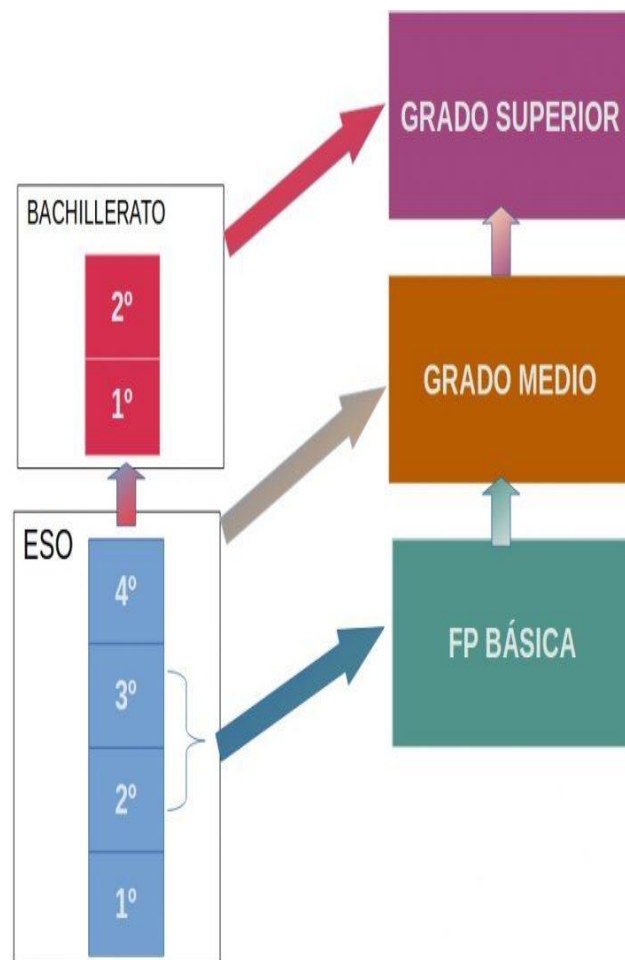 GRADO SUPERIOR
BACHILLERATO
2º
1º
GRADO MEDIO
ESO
4º
3º
2º
1º
FP BÁSICA